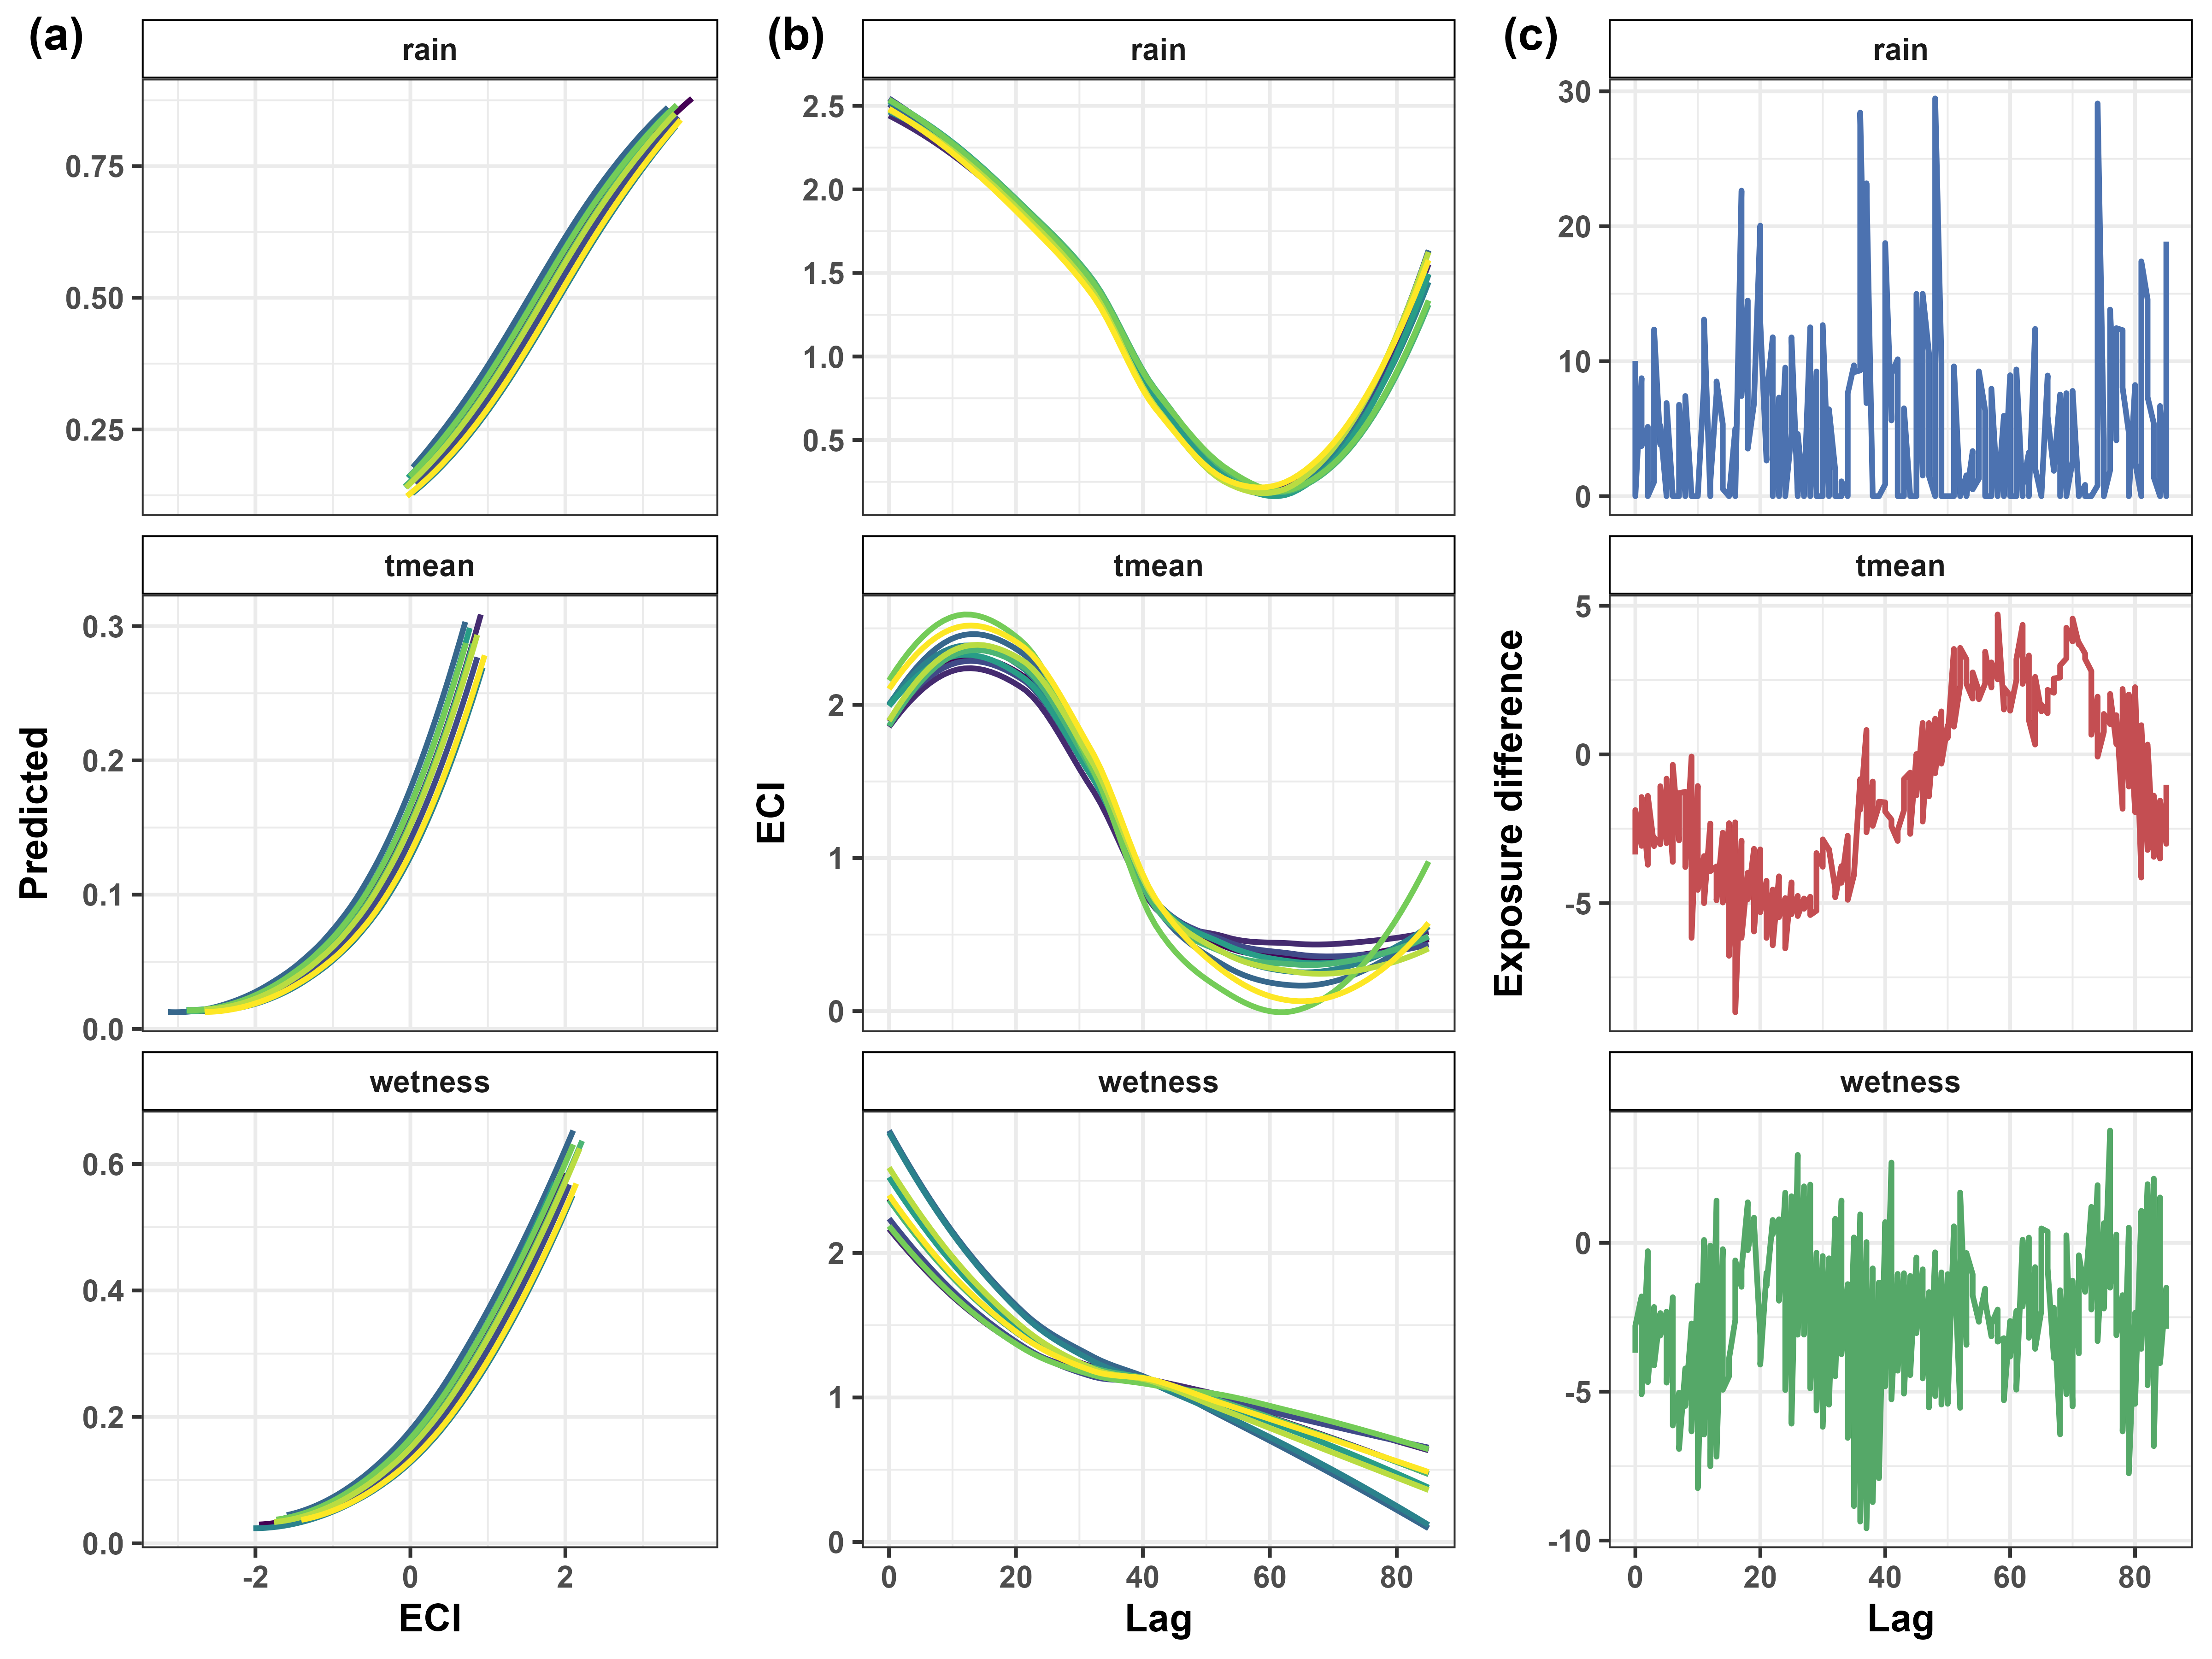 (a)
rain
0.75
0.50
0.25
tmean
0.3
0.2
0.1
0.0
wetness
0.6
0.4
0.2
0.0
-2 0 2
ECI
Predicted
(b)
rain
2.5
2.0
1.5
1.0
0.5
tmean
2
1
0
wetness
2
1
0
0 20 40 60 80
Lag
ECI
(c)
rain
30
20
10
0
tmean
5
0
-5
wetness
0
-5
-10
0 20 40 60 80
Lag
Exposure difference